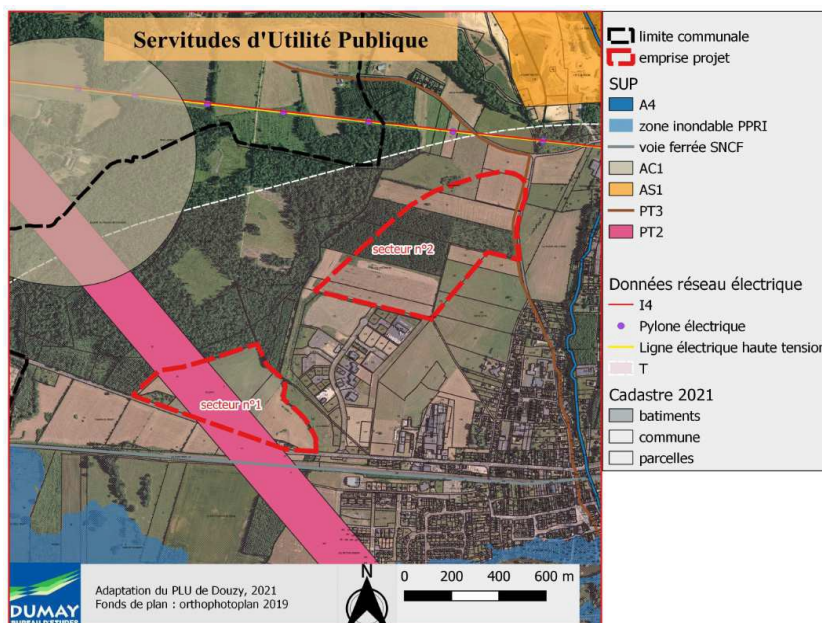 Servitudes d'Utilité Publique
secteur n°2
secteur n°1
limite communale
emprise projet
SUP
A4
zone inondable PPRI
voie ferrée SNCF
AC1
AS1
PT3
PT2
Données réseau électrique
I4
Pylone électrique
Ligne électrique haute tension
T
Cadastre 2021
batiments
commune
parcelles
DUMAY
BUREAU D'ETUDES
Adaptation du PLU de Douzy, 2021
Fonds de plan : orthophotoplan 2019
N
0 200 400 600 m